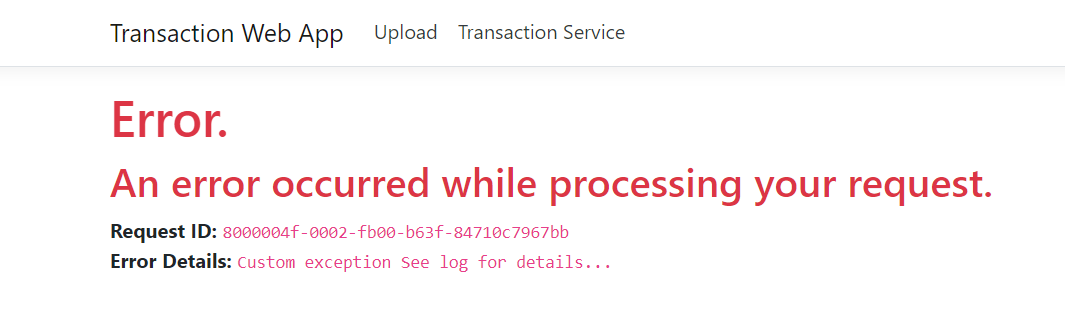 Transaction Web App Upload Transaction Service
Error.
An error occurred while processing your request.
Request ID: 8000004f-0002-fb00-b63f-84710c7967bb
Error Details: Custom exception See log for details...